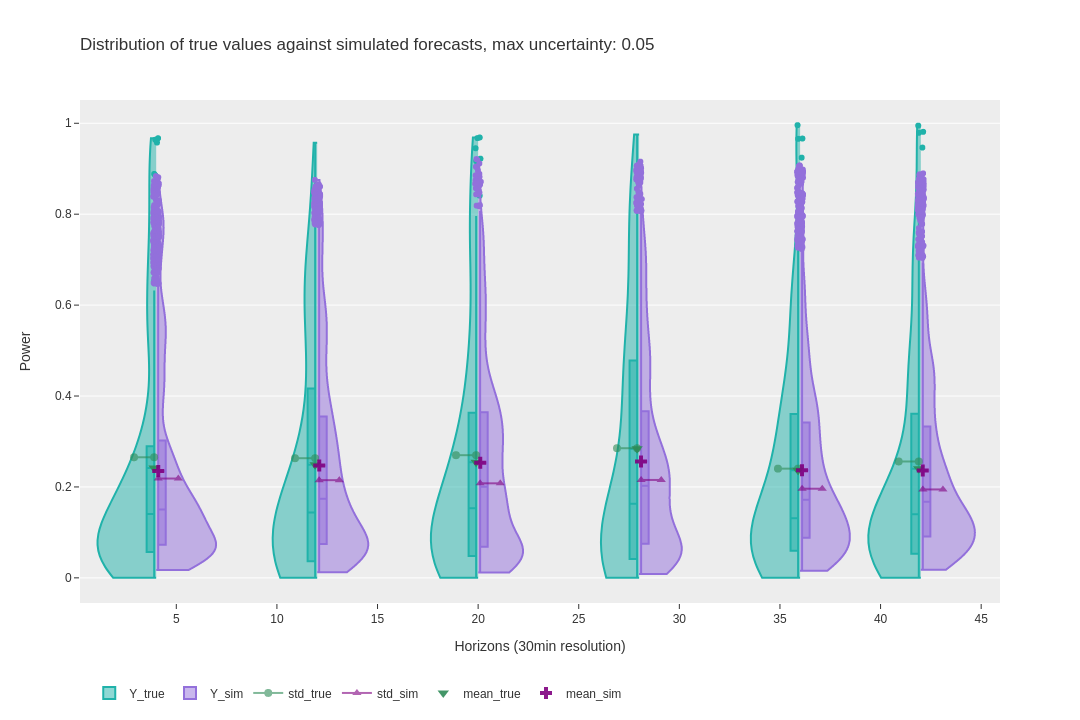 Distribution of true values against simulated forecasts, max uncertainty: 0.05
1
0.8
0.6
0.4
0.2
0
Power
5 10 15 20 25 30 35 40 45
Horizons (30min resolution)
Y_true Y_sim std_true std_sim mean_true mean_sim